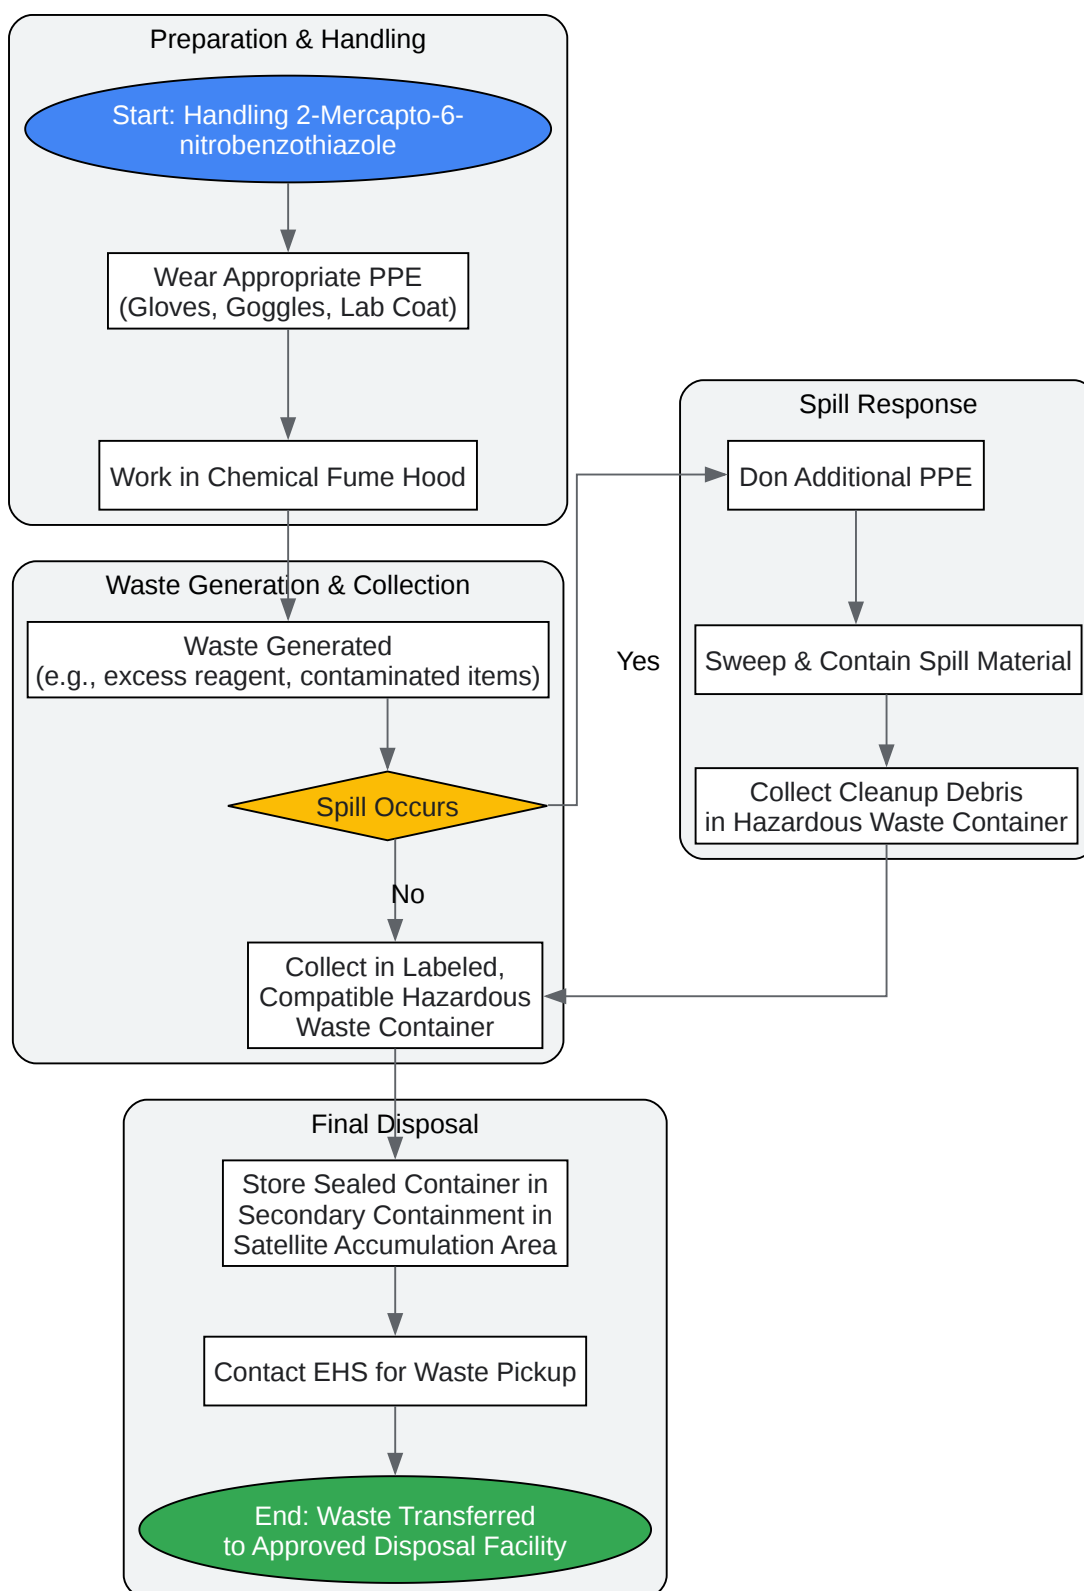 Preparation & Handling
Start: Handling 2-Mercapto-6-
nitrobenzothiazole
Wear Appropriate PPE
(Gloves, Goggles, Lab Coat)
Work in Chemical Fume Hood
Waste Generation & Collection
Waste Generated
(e.g., excess reagent, contaminated items)
Spill Occurs
Yes
No
Spill Response
Don Additional PPE
Sweep & Contain Spill Material
Collect Cleanup Debris
in Hazardous Waste Container
Collect in Labeled,
Compatible Hazardous
Waste Container
Final Disposal
Store Sealed Container in
Secondary Containment in
Satellite Accumulation Area
Contact EHS for Waste Pickup
End: Waste Transferred
to Approved Disposal Facility